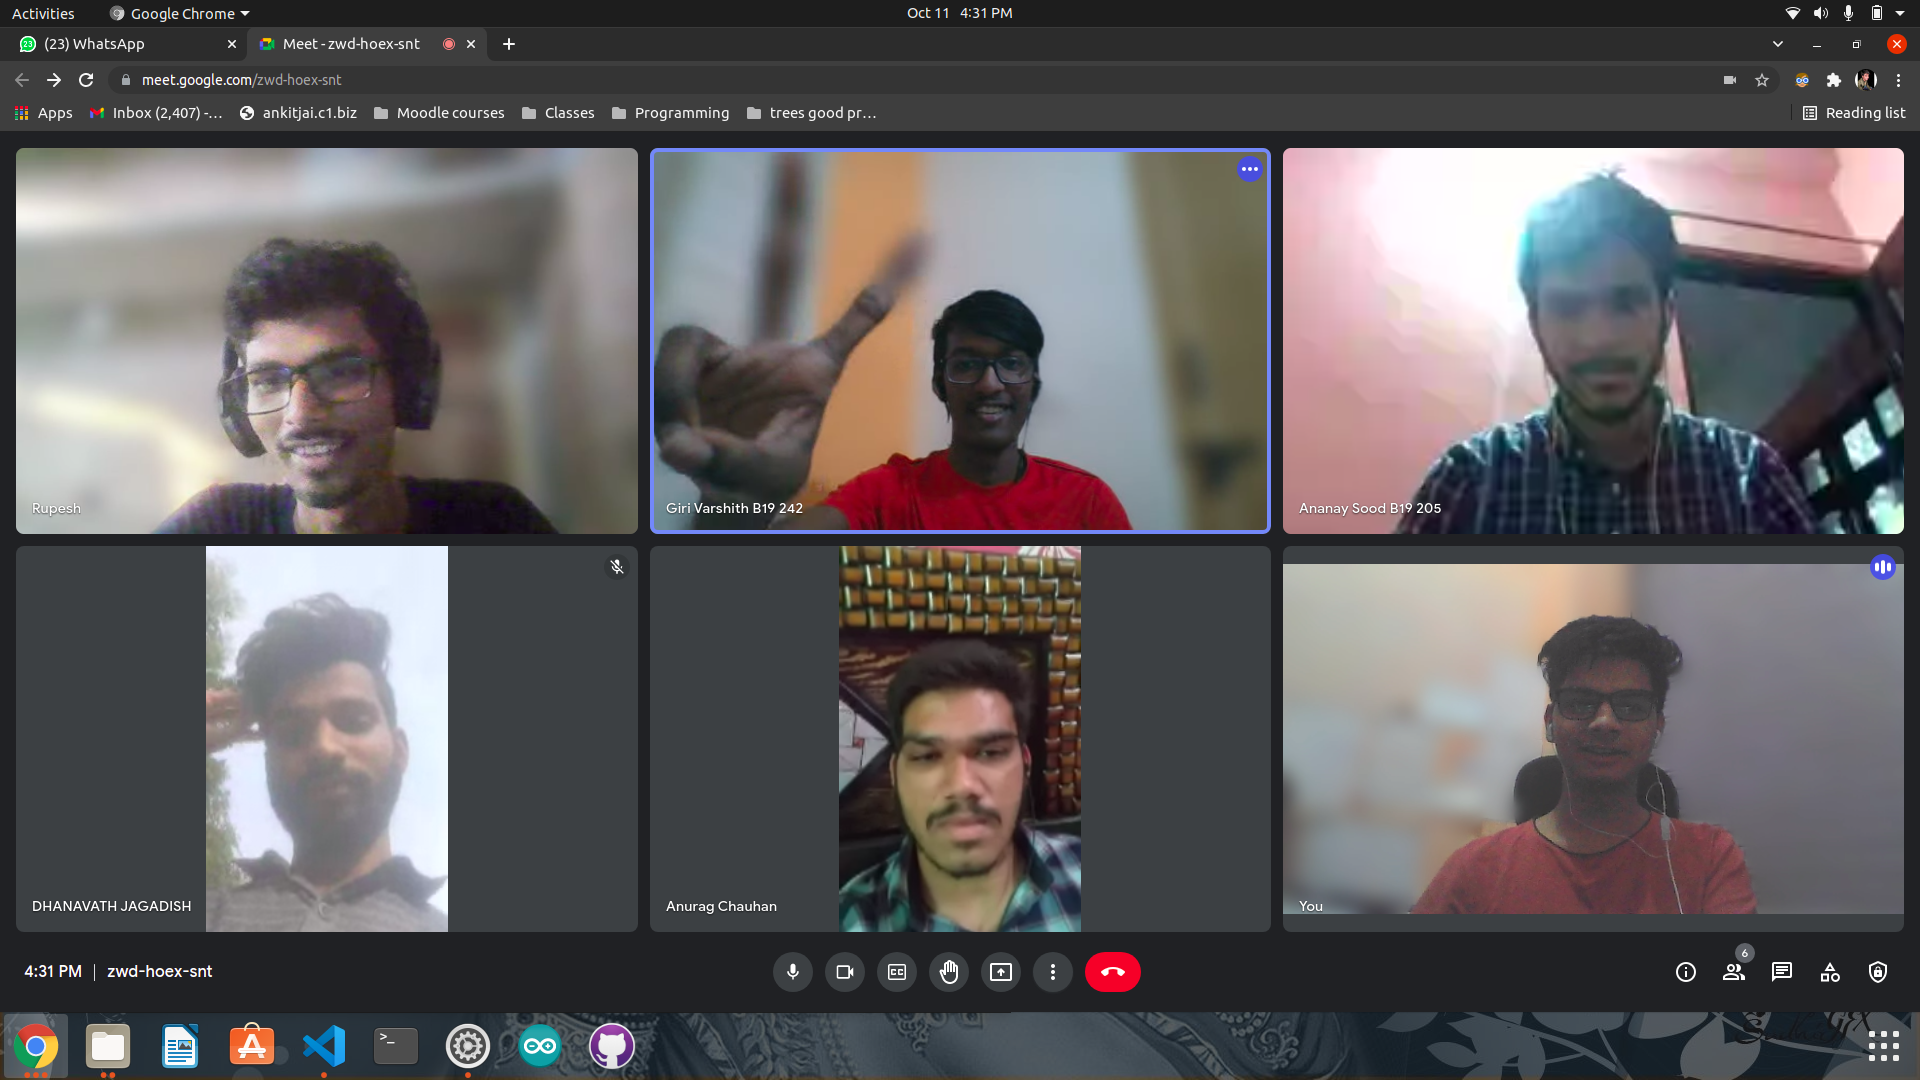 Activities
Google Chrome
Oct 11 4:31 PM
(23) WhatsApp
Meet - zwd-hoex-snt
meet.google.com/zwd-hoex-snt
Apps
Inbox (2,407) -...
ankitjai.c1.biz
Moodle courses
Classes
Programming
trees good pr...
Reading list
Rupesh
Giri Varshith B19 242
Ananay Sood B19 205
DHANAVATH JAGADISH
Anurag Chauhan
You
4:31 PM | zwd-hoex-snt
6